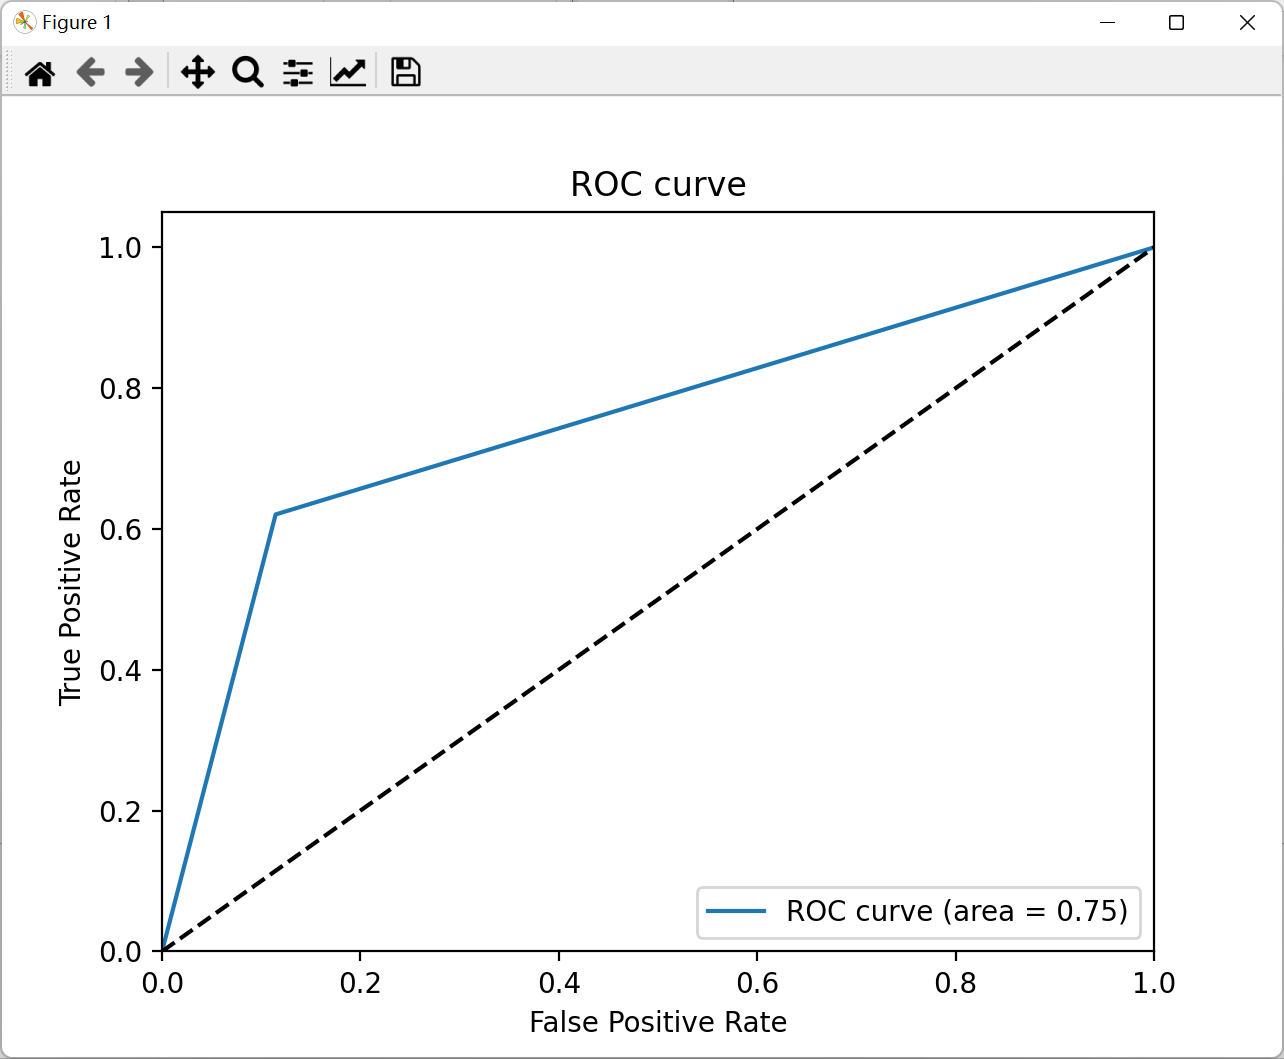 Figure 1
ROC curve
1.0
0.8
0.6
0.4
0.2
0.0
True Positive Rate
ROC curve (area = 0.75)
0.0 0.2 0.4 0.6 0.8 1.0
False Positive Rate